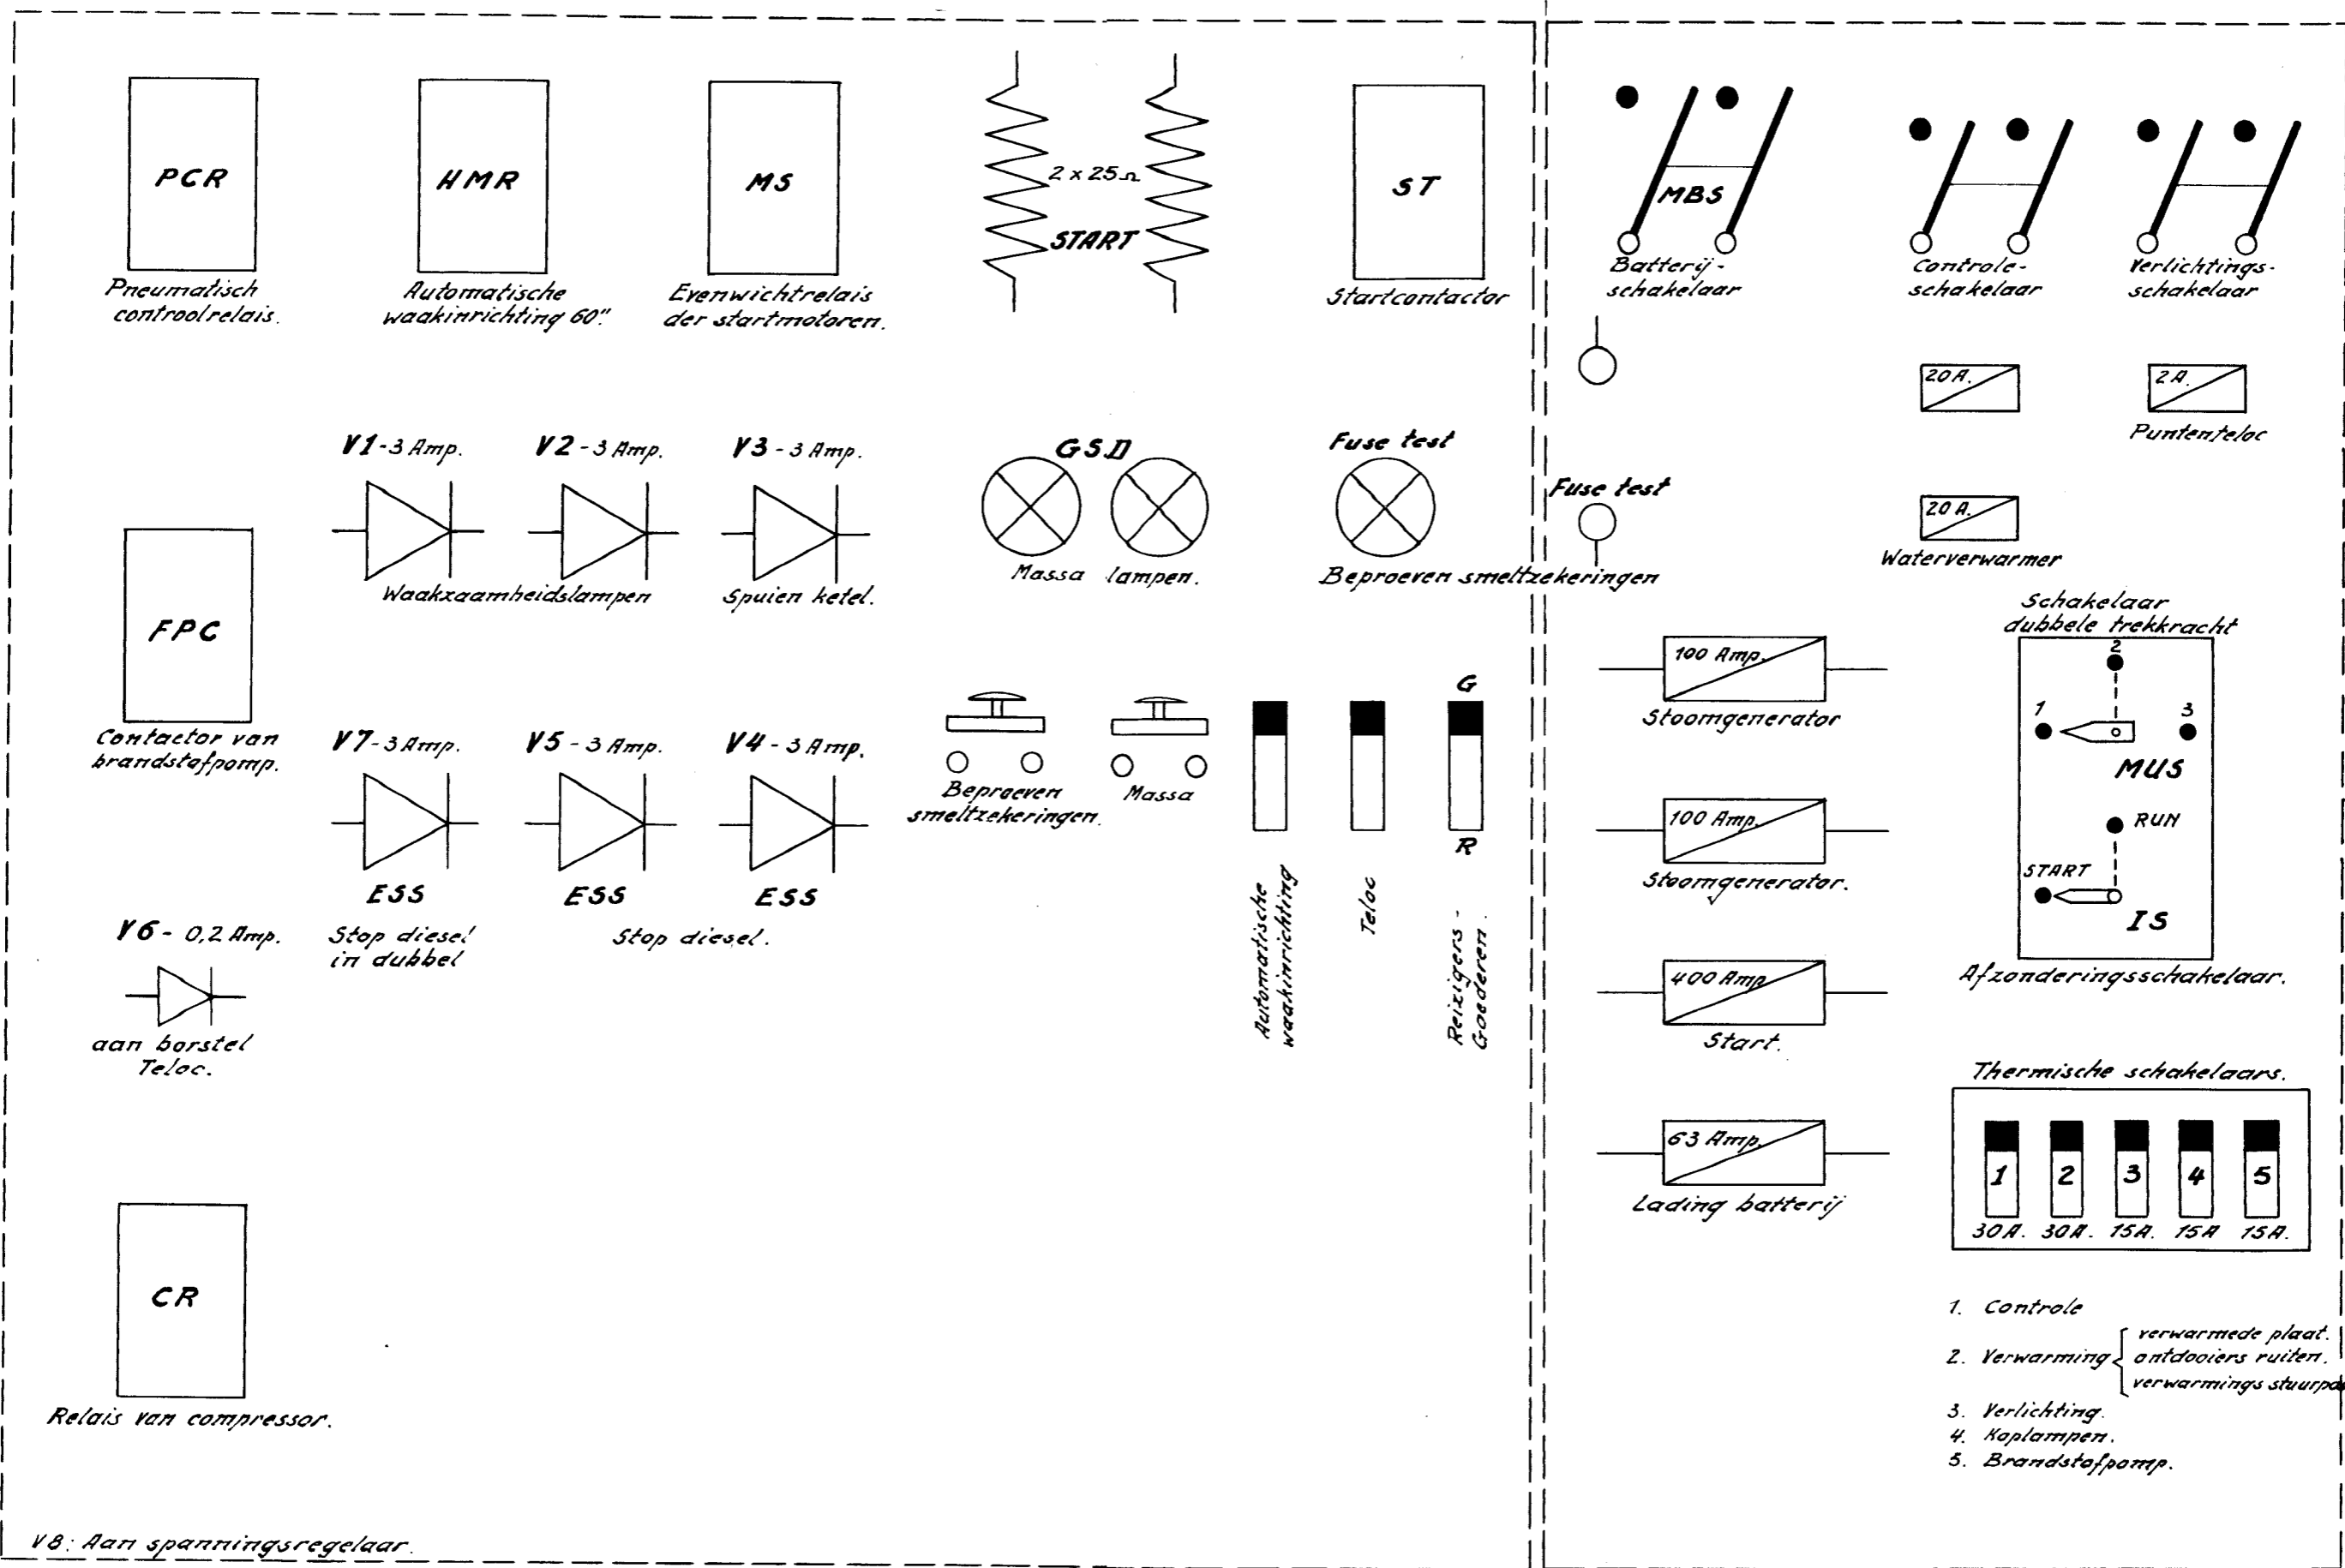 PCR
Pneumatisch
controolrelais.
HMR
Automatische
waakinrichting 60".
MS
Evenwichtrelais
der startmotoren.
2 x 25 Ω
START
ST
Startcontactor
V1 - 3 Amp.
V2 - 3 Amp.
V3 - 3 Amp.
Waakzaamheidslampen
Spuien ketel.
GSD
Massa lampen.
Fuse test
Beproeven smeltzekeringen
FPC
Contactor van
brandstofpomp.
V7 - 3 Amp.
V5 - 3 Amp.
V4 - 3 Amp.
ESS
ESS
ESS
Stop diesel
in dubbel
Stop diesel.
Beproeven
smeltzekeringen.
Massa
Automatische
waakinrichting
Teloc
G
R
Reizigers -
Goederen.
V6 - 0,2 Amp.
aan borstel
Teloc.
CR
Relais van compressor.
V8: Aan spanningsregelaar.
MBS
Batterij -
schakelaar
Controle-
schakelaar
Verlichtings-
schakelaar
Fuse test
20 A.
2 A.
Puntenteloc
20 A.
Waterverwarmer
100 Amp.
Stoomgenerator
100 Amp.
Stoomgenerator.
400 Amp
Start.
63 Amp.
Lading batterij
Schakelaar
dubbele trekkracht
2
1
3
MUS
RUN
START
IS
Afzonderingsschakelaar.
Thermische schakelaars.
1 2 3 4 5
30A. 30A. 15A. 15A 15A.
1. Controle
2. Verwarming
verwarmede plaat.
ontdooiers ruiten.
verwarmings
3. Verlichting.
4. Koplampen.
5. Brandstofpomp.